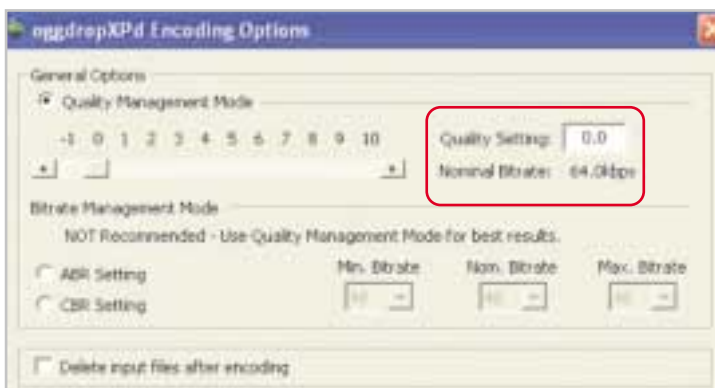 oggdropXPd Encoding Options
General Options
Quality Management Mode
-1 0 1 2 3 4 5 6 7 8 9 10
Quality Setting: 0.0
Nominal Bitrate: 64.0kbps
Bitrate Management Mode
NOT Recommended - Use Quality Management Mode for best results.
Min. Bitrate Nom. Bitrate Max. Bitrate
ABR Setting
CBR Setting
Delete input files after encoding